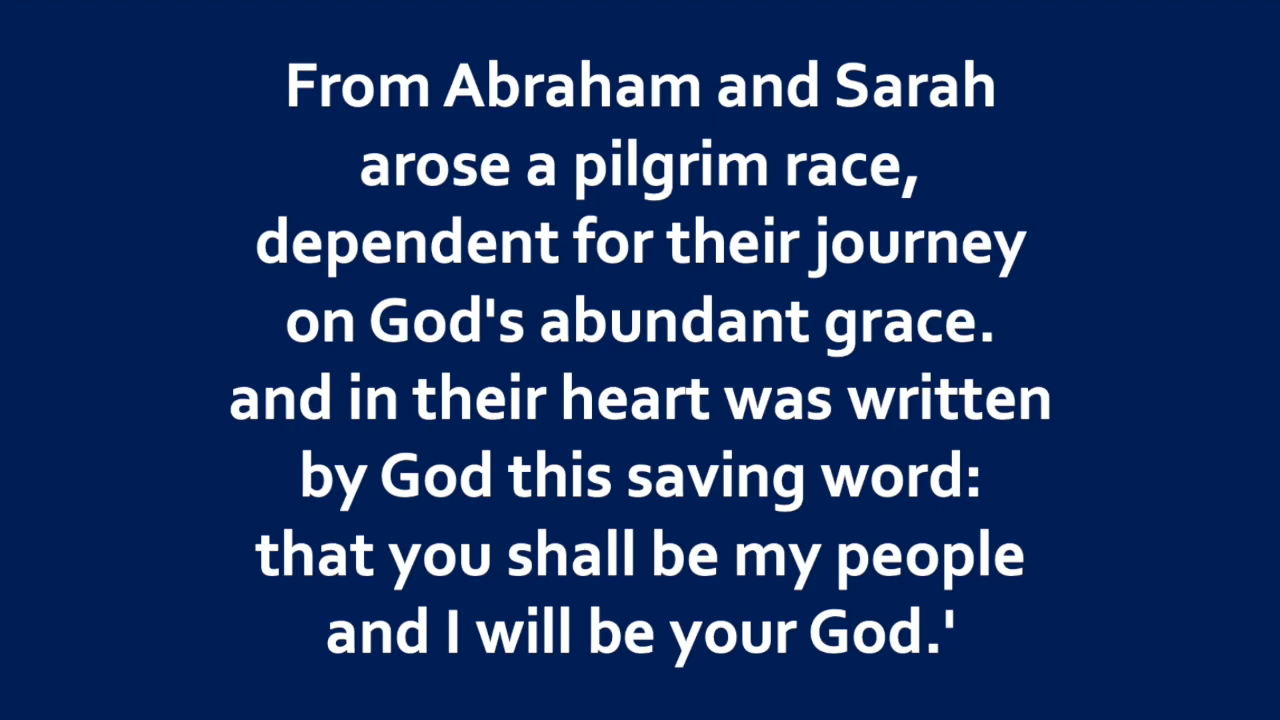 From Abraham and Sarah
arose a pilgrim race,
dependent for their journey
on God's abundant grace.
and in their heart was written
by God this saving word:
that you shall be my people
and I will be your God.'